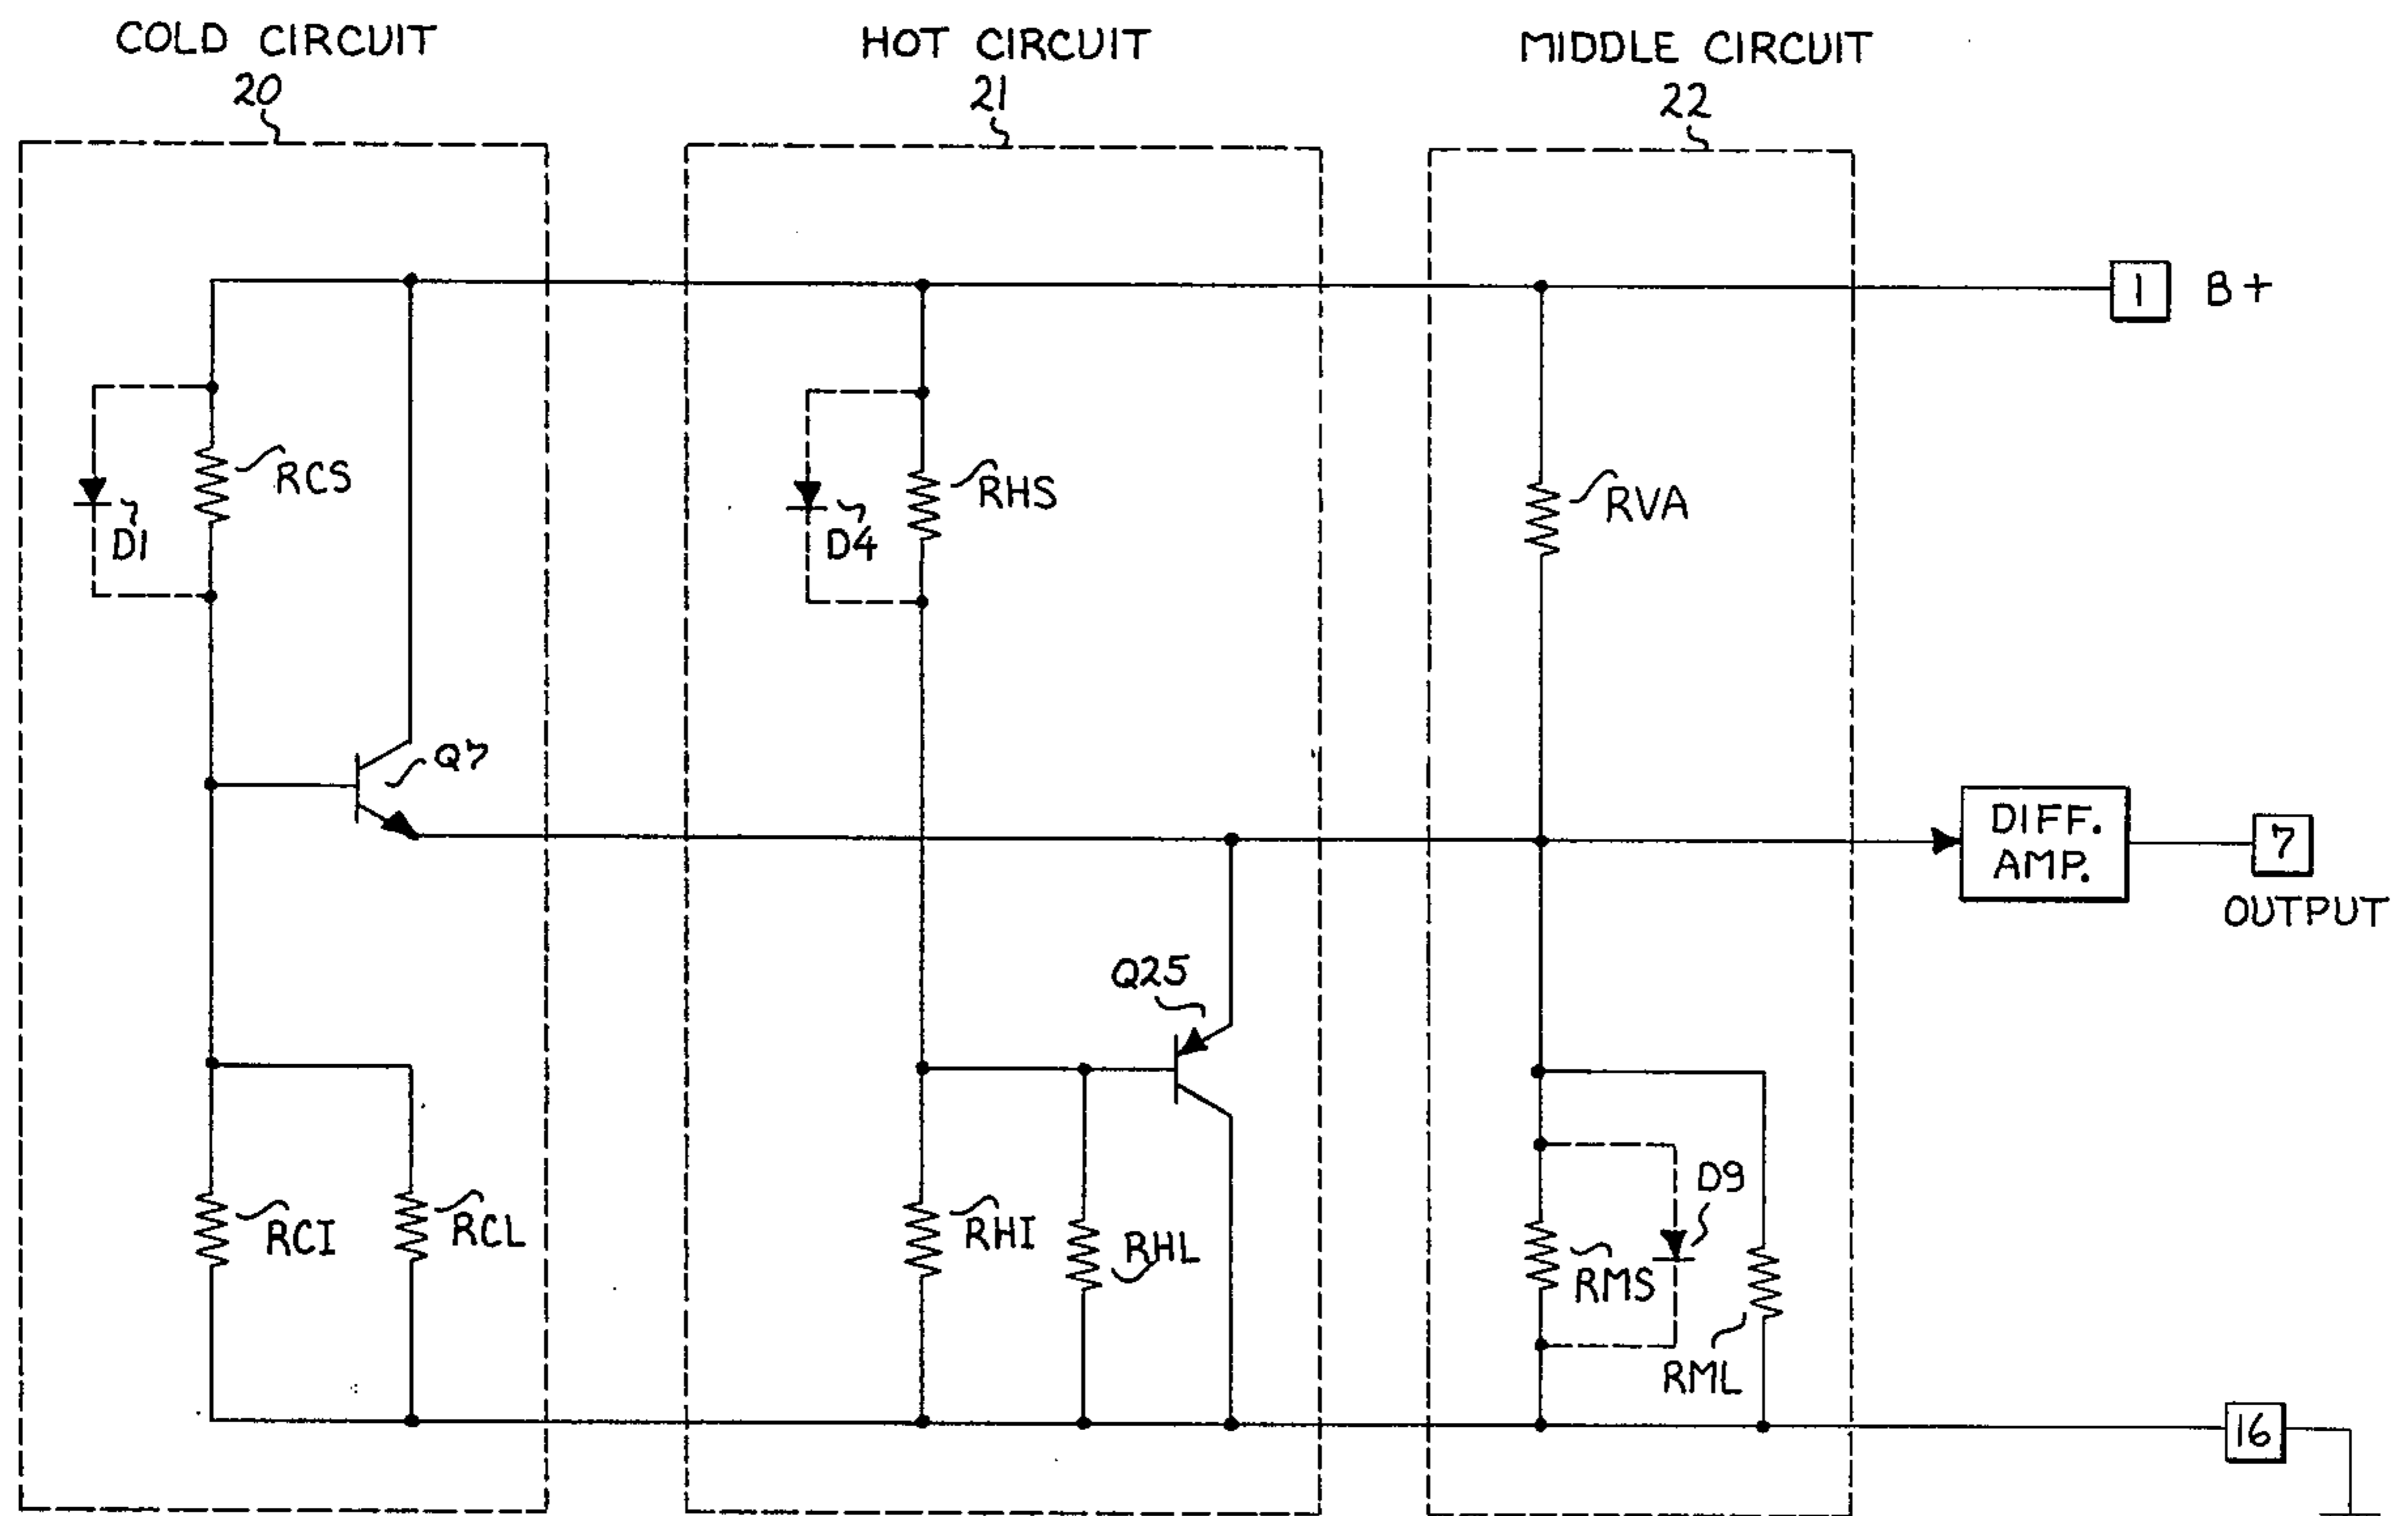 COLD CIRCUIT
20
HOT CIRCUIT
21
MIDDLE CIRCUIT
22
1 B+
RCS
D1
RHS
D4
RVA
Q7
DIFF.
AMP.
7
OUTPUT
Q25
RCI
RCL
RHI
RHL
D9
RMS
RML
16